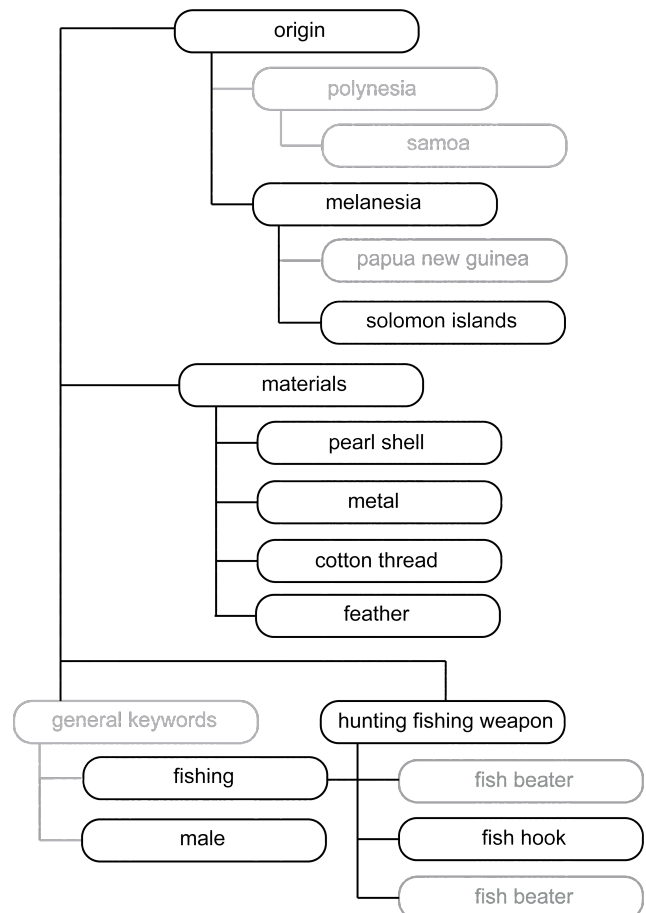 origin
polynesia
samoa
melanesia
papua new guinea
solomon islands
materials
pearl shell
metal
cotton thread
feather
general keywords
hunting fishing weapon
fishing
fish beater
male
fish hook
fish beater